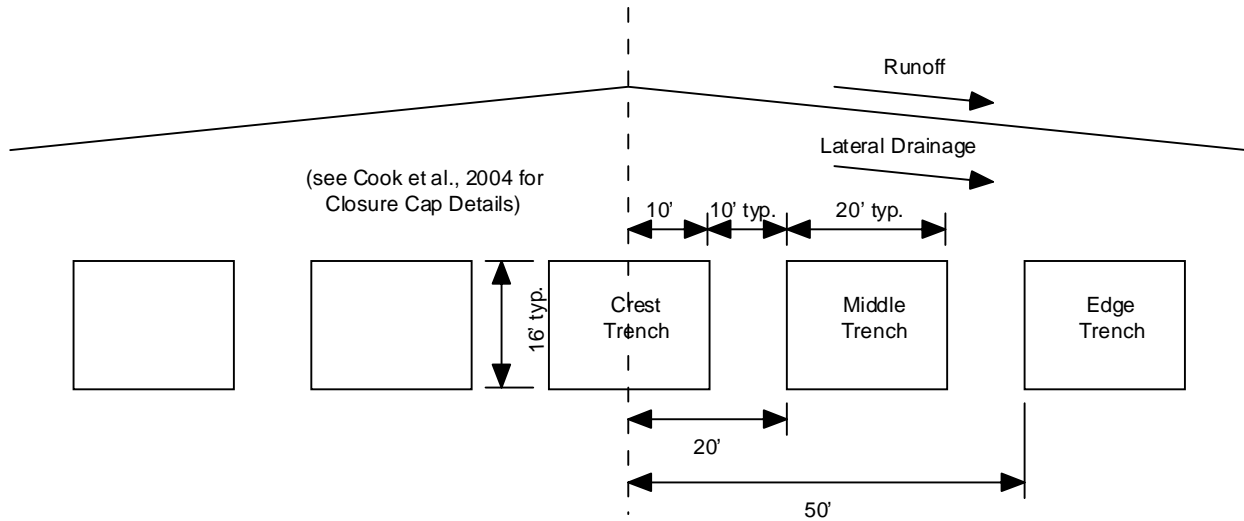 Runoff
Lateral Drainage
(see Cook et al., 2004 for
Closure Cap Details)
10’
10’ typ.
20’ typ.
16’ typ.
Crest
Trench
Middle
Trench
Edge
Trench
20’
50’